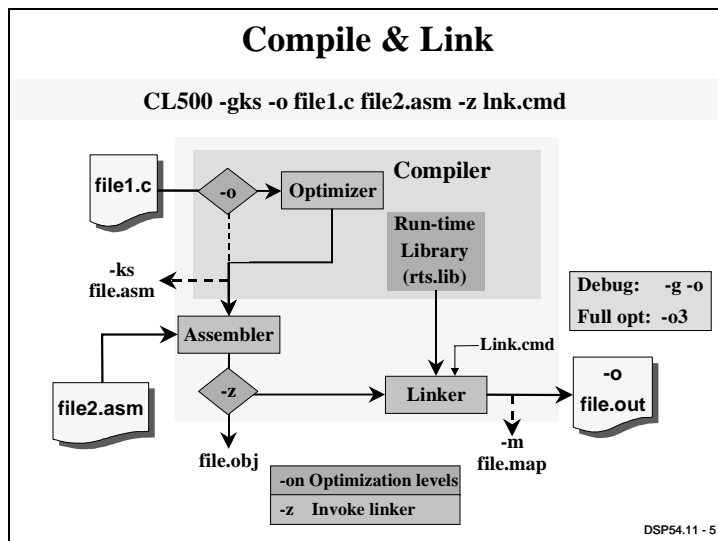 Compile & Link
CL500 -gks -o file1.c file2.asm -z lnk.cmd
file1.c
-o
Optimizer
Compiler
Run-time
Library
(rts.lib)
-ks
file.asm
Debug: -g -o
Full opt: -o3
Assembler
Link.cmd
file2.asm
-z
Linker
-o
file.out
file.obj
-m
file.map
-on Optimization levels
-z Invoke linker
DSP54.11 - 5